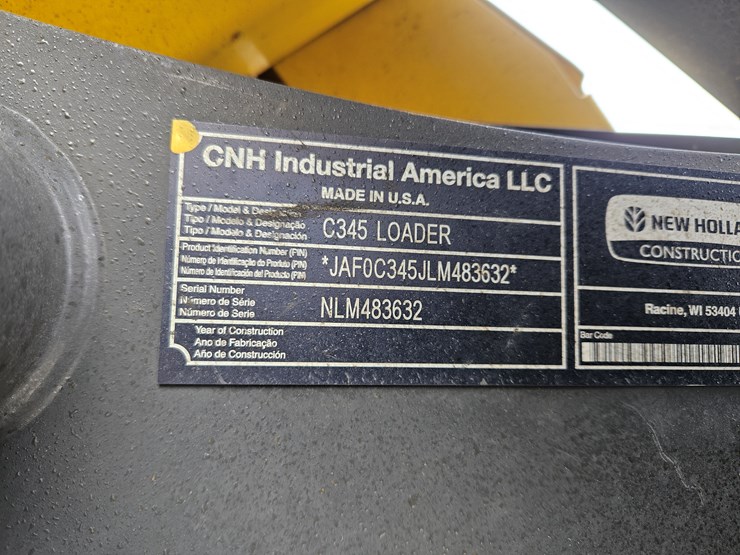 CNH Industrial America LLC
MADE IN U.S.A.
Type / Model & Designation
Tipo / Modelo & Designação
Tipo / Modelo & Designación
C345 LOADER
Product Identification Number (PIN)
Número de Identificação do Produto (PIN)
Número de Identificación del Producto (PIN)
*JAF0C345JLM483632*
Serial Number
Número de Série
Número de Serie
NLM483632
Year of Construction
Ano de Fabricação
Año de Construcción
NEW HOLLA
CONSTRUCTIO
Racine, WI 53404
Bar Code